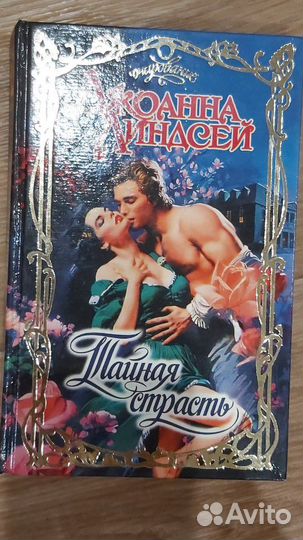 Очарование
Джоанна
Линдсей
Тайная
страсть
Avito